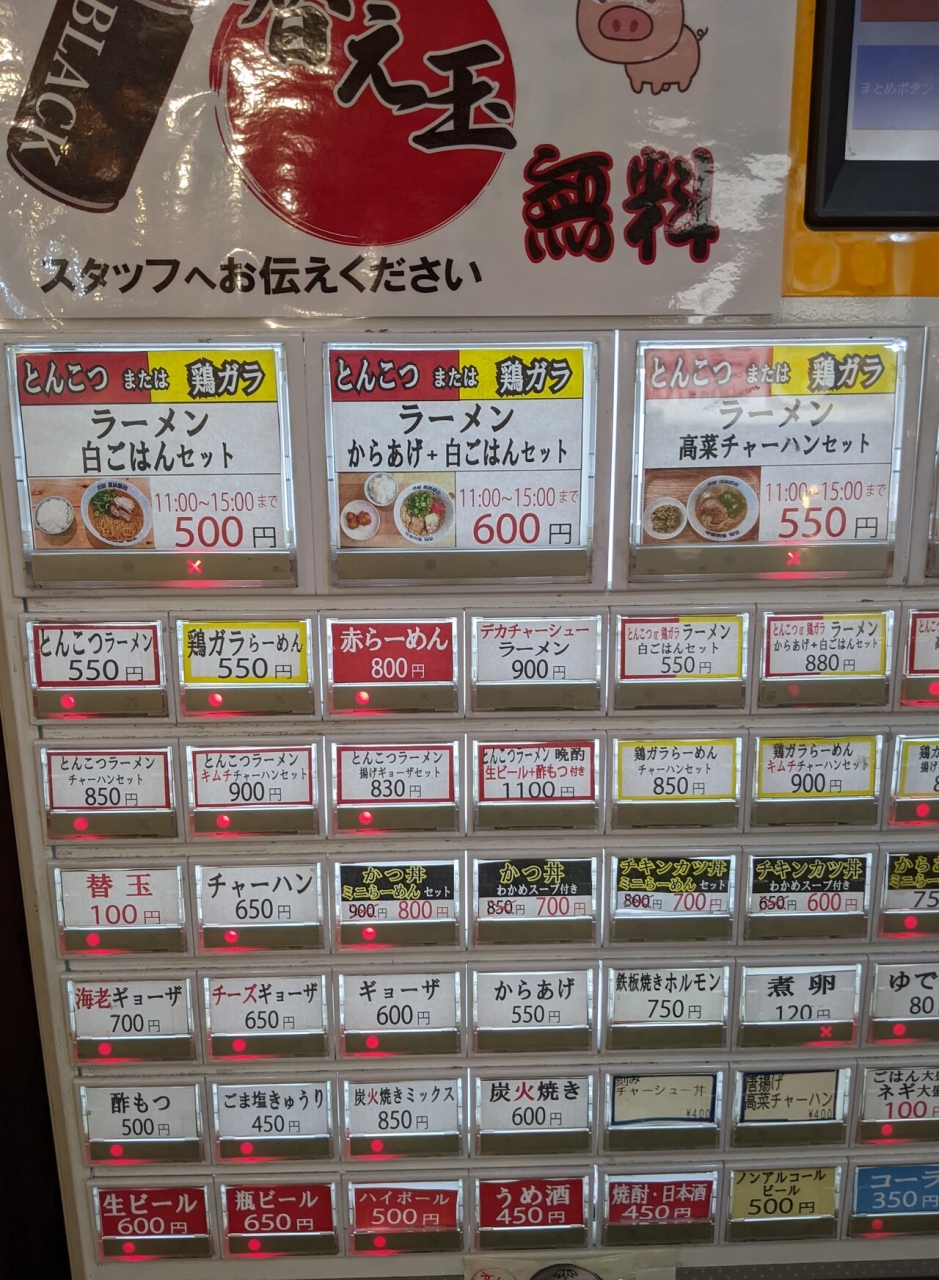 BLACK
替え玉
無料
まとめボタン
スタッフへお伝えください
とんこつ または 鶏ガラ
ラーメン
白ごはんセット
11:00~15:00まで
500円
とんこつ または 鶏ガラ
ラーメン
からあげ+白ごはんセット
11:00~15:00まで
600円
とんこつ または 鶏ガラ
ラーメン
高菜チャーハンセット
11:00~15:00まで
550円
とんこつラーメン
550円
鶏ガラらーめん
550円
赤らーめん
800円
デカチャーシュー
ラーメン
900円
とんこつor鶏ガラ ラーメン
白ごはんセット
550円
とんこつor鶏ガラ ラーメン
からあげ+白ごはんセット
880円
とんこつラーメン
チャーハンセット
850円
とんこつラーメン
キムチチャーハンセット
900円
とんこつラーメン
揚げギョーザセット
830円
とんこつラーメン 晩酌
生ビール+酢もつ付き
1100円
鶏ガララーめん
チャーハンセット
850円
鶏ガララーめん
キムチチャーハンセット
900円
替玉
100円
チャーハン
650円
かつ丼
ミニらーめんセット
900円 800円
かつ丼
わかめスープ付き
850円 700円
チキンカツ丼
ミニらーめんセット
800円 700円
チキンカツ丼
わかめスープ付き
650円 600円
海老ギョーザ
700円
チーズギョーザ
650円
ギョーザ
600円
からあげ
550円
鉄板焼きホルモン
750円
煮卵
120円
ゆで
80
酢もつ
500円
ごま塩きゅうり
450円
炭火焼きミックス
850円
炭火焼き
600円
刻み
チャーシュー丼
¥400
唐揚げ
高菜チャーハン
¥400
ごはん大
ネギ大
100円
生ビール
600円
瓶ビール
650円
ハイボール
500円
うめ酒
450円
焼酎・日本酒
450円
ノンアルコール
ビール
500円
コーラ
350円